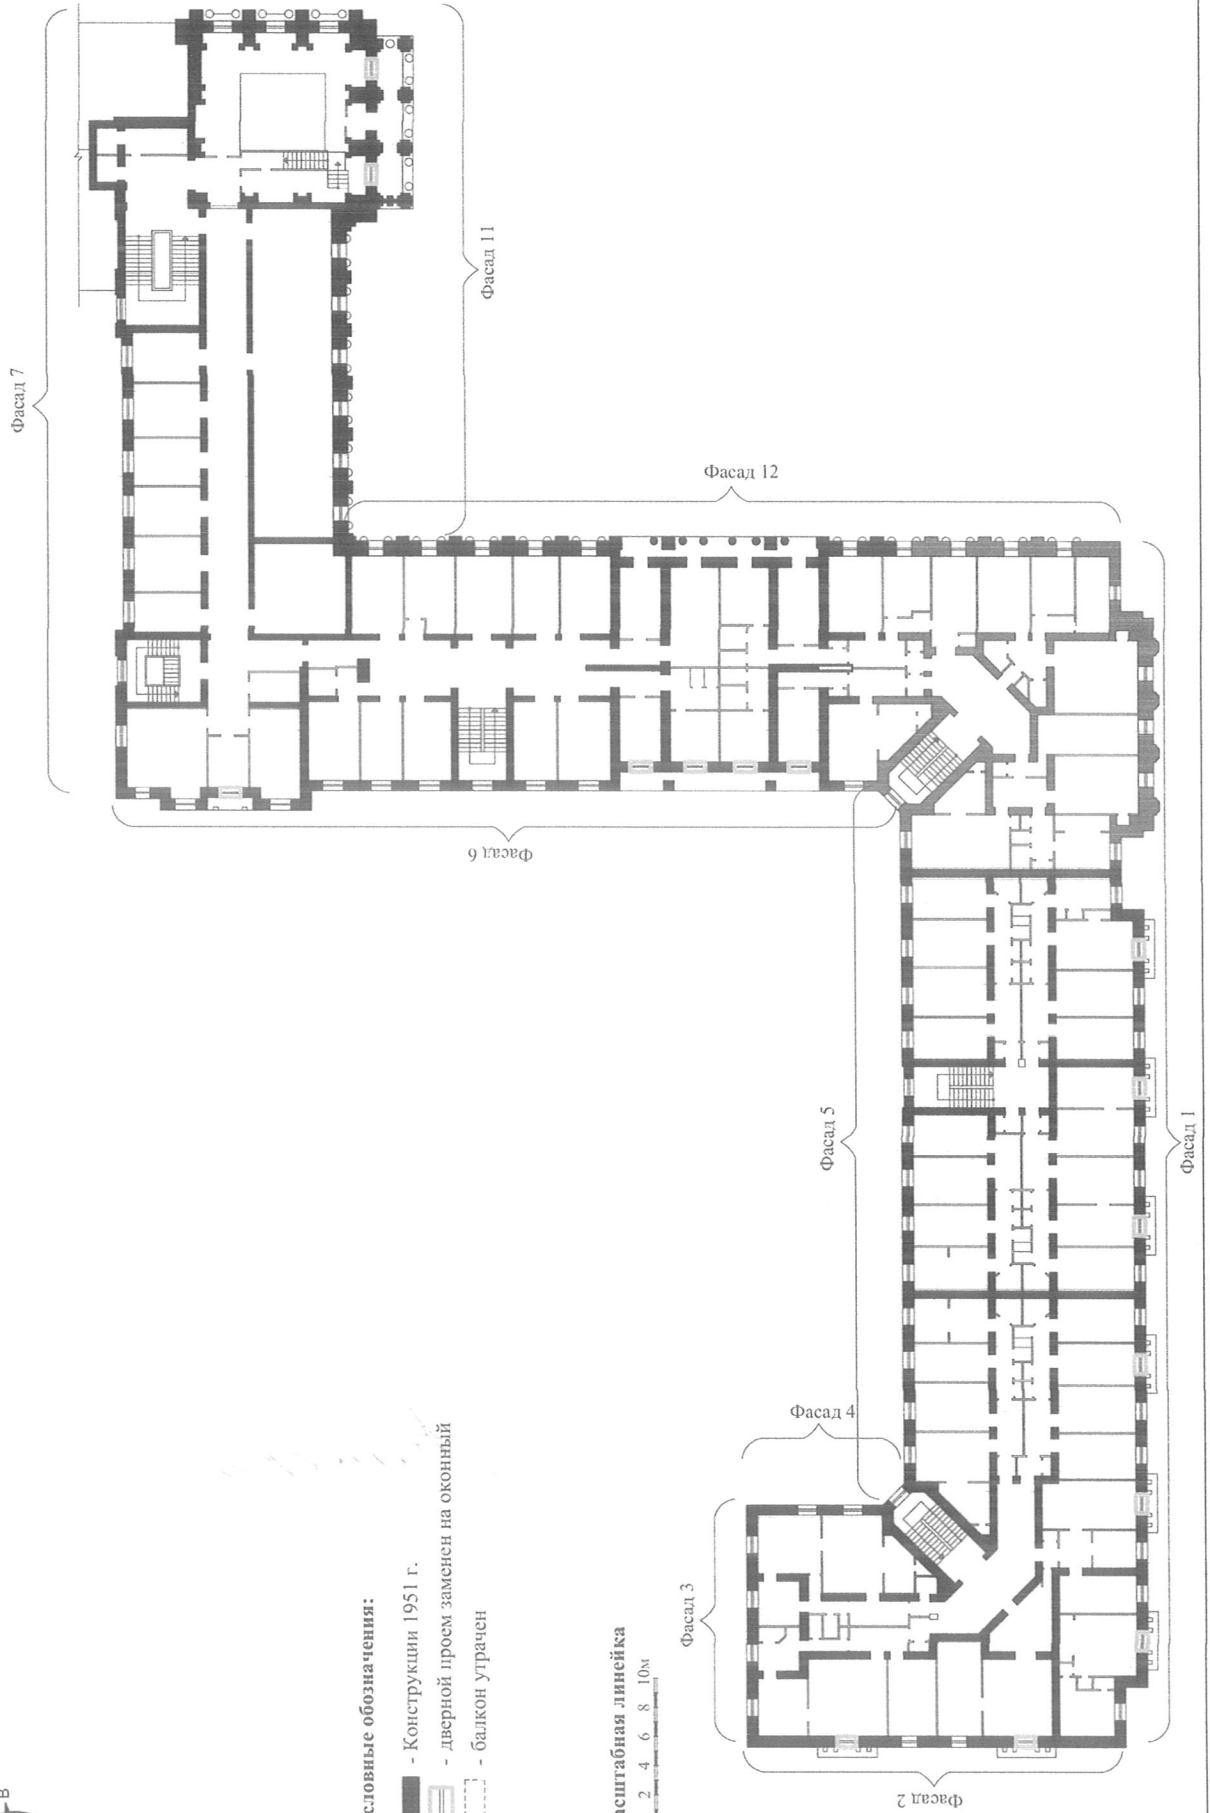 Фасад 7
Фасад 11
Фасад 12
Фасад 6
Фасад 5
Фасад 1
Фасад 4
Фасад 3
Фасад 2
словные обозначения:
- Конструкции 1951 г.
- дверной проем заменен на оконный
- балкон утрачен
асштабная линейка
2 4 6 8 10м
В